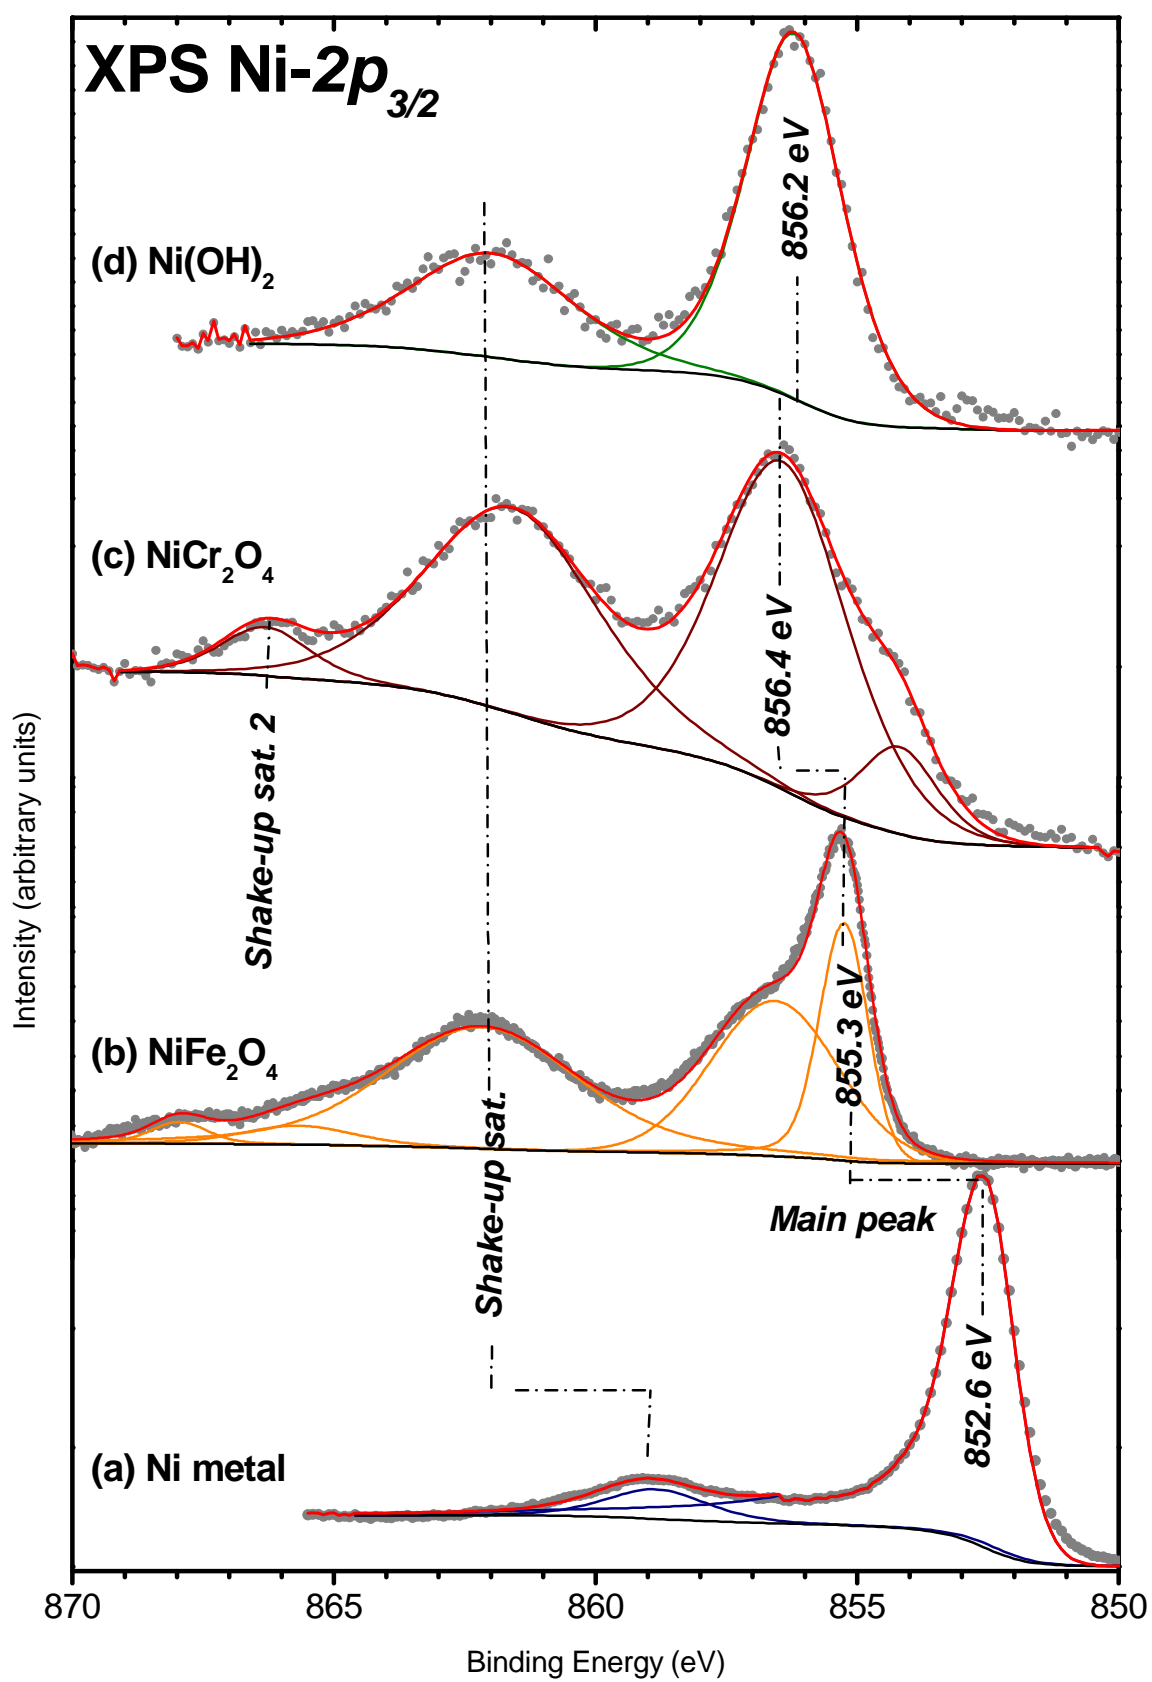 XPS Ni-2p3/2
856.2 eV
(d) Ni(OH)2
(c) NiCr2O4
856.4 eV
Shake-up sat. 2
Intensity (arbitrary units)
855.3 eV
(b) NiFe2O4
Shake-up sat.
Main peak
852.6 eV
(a) Ni metal
870 865 860 855 850
Binding Energy (eV)